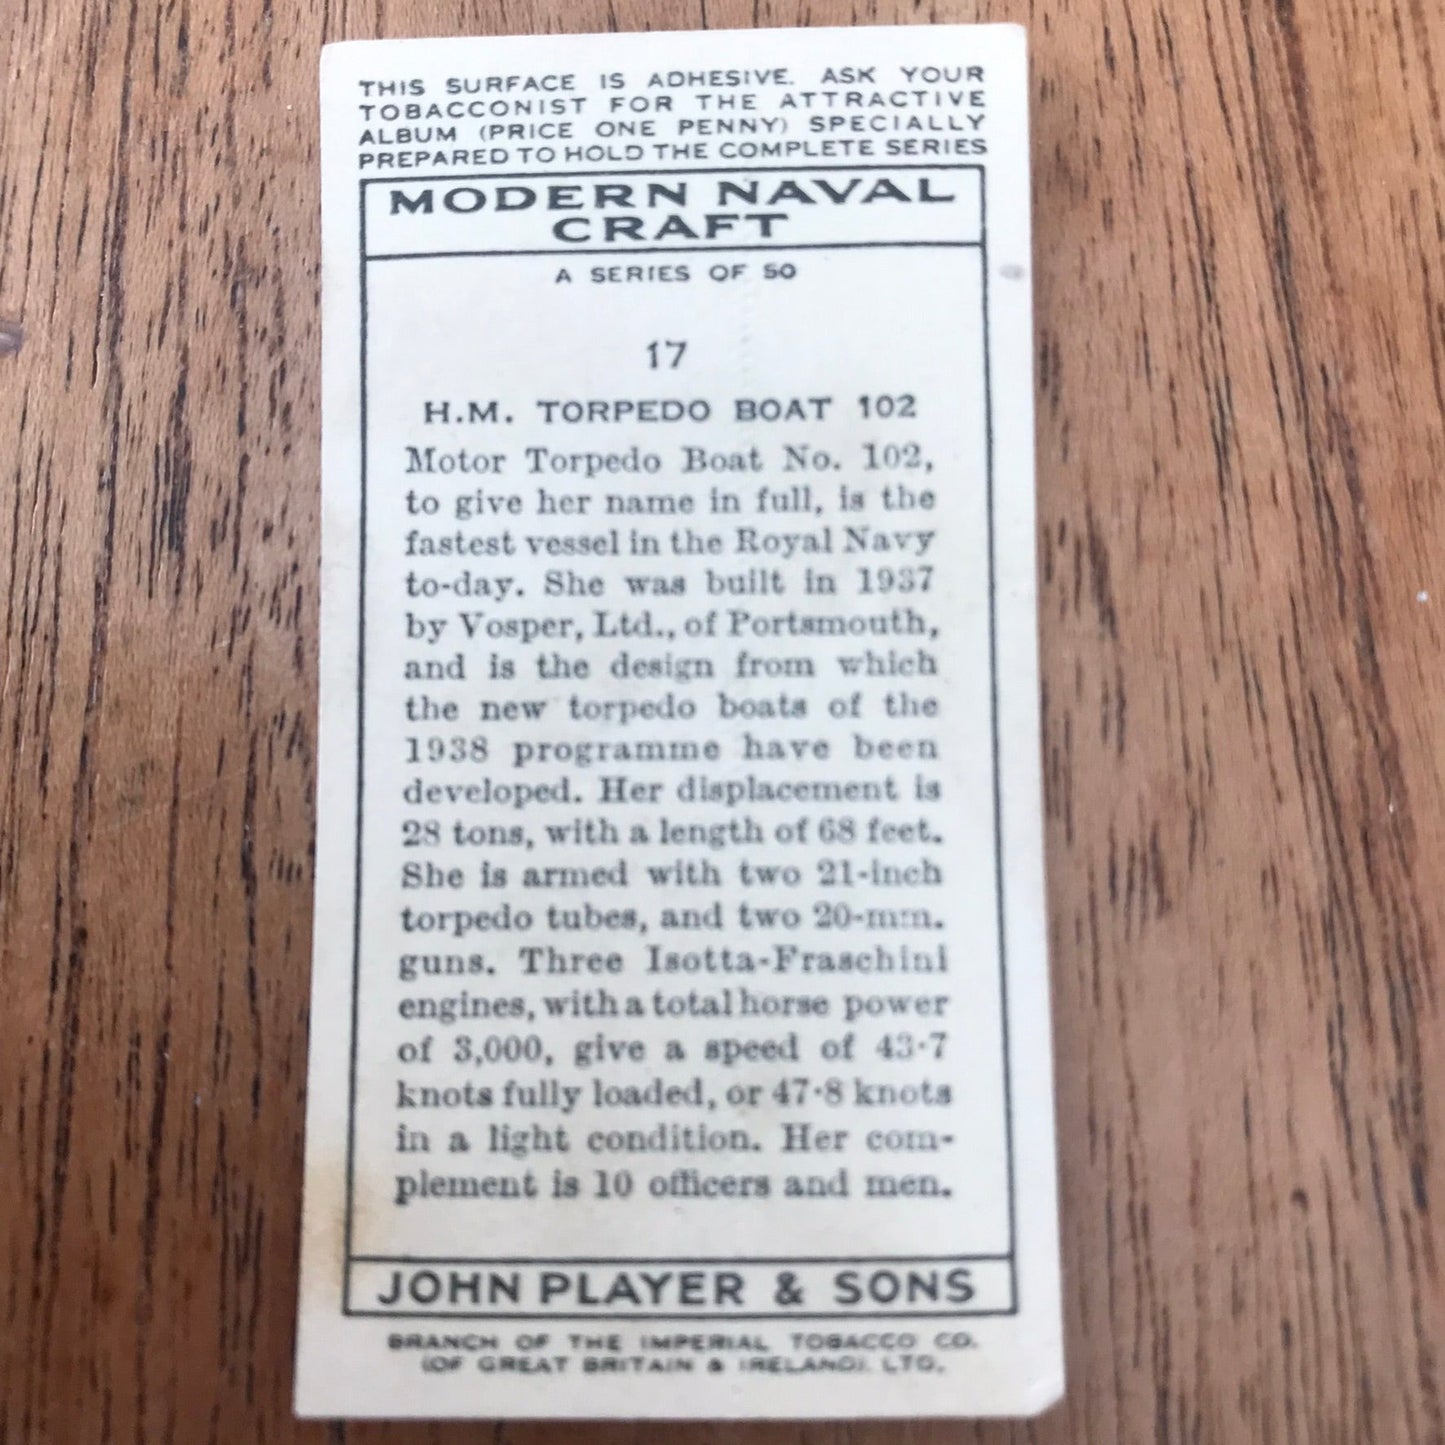 THIS SURFACE IS ADHESIVE. ASK YOUR
TOBACCONIST FOR THE ATTRACTIVE
ALBUM (PRICE ONE PENNY) SPECIALLY
PREPARED TO HOLD THE COMPLETE SERIES
MODERN NAVAL
CRAFT
A SERIES OF 50
17
H.M. TORPEDO BOAT 102
Motor Torpedo Boat No. 102,
to give her name in full, is the
fastest vessel in the Royal Navy
to-day. She was built in 1937
by Vosper, Ltd., of Portsmouth,
and is the design from which
the new torpedo boats of the
1938 programme have been
developed. Her displacement is
28 tons, with a length of 68 feet.
She is armed with two 21-inch
torpedo tubes, and two 20-mm.
guns. Three Isotta-Fraschini
engines, with a total horse power
of 3,000, give a speed of 43·7
knots fully loaded, or 47·8 knots
in a light condition. Her com-
plement is 10 officers and men.
JOHN PLAYER & SONS
BRANCH OF THE IMPERIAL TOBACCO CO.
(OF GREAT BRITAIN & IRELAND), LTD.